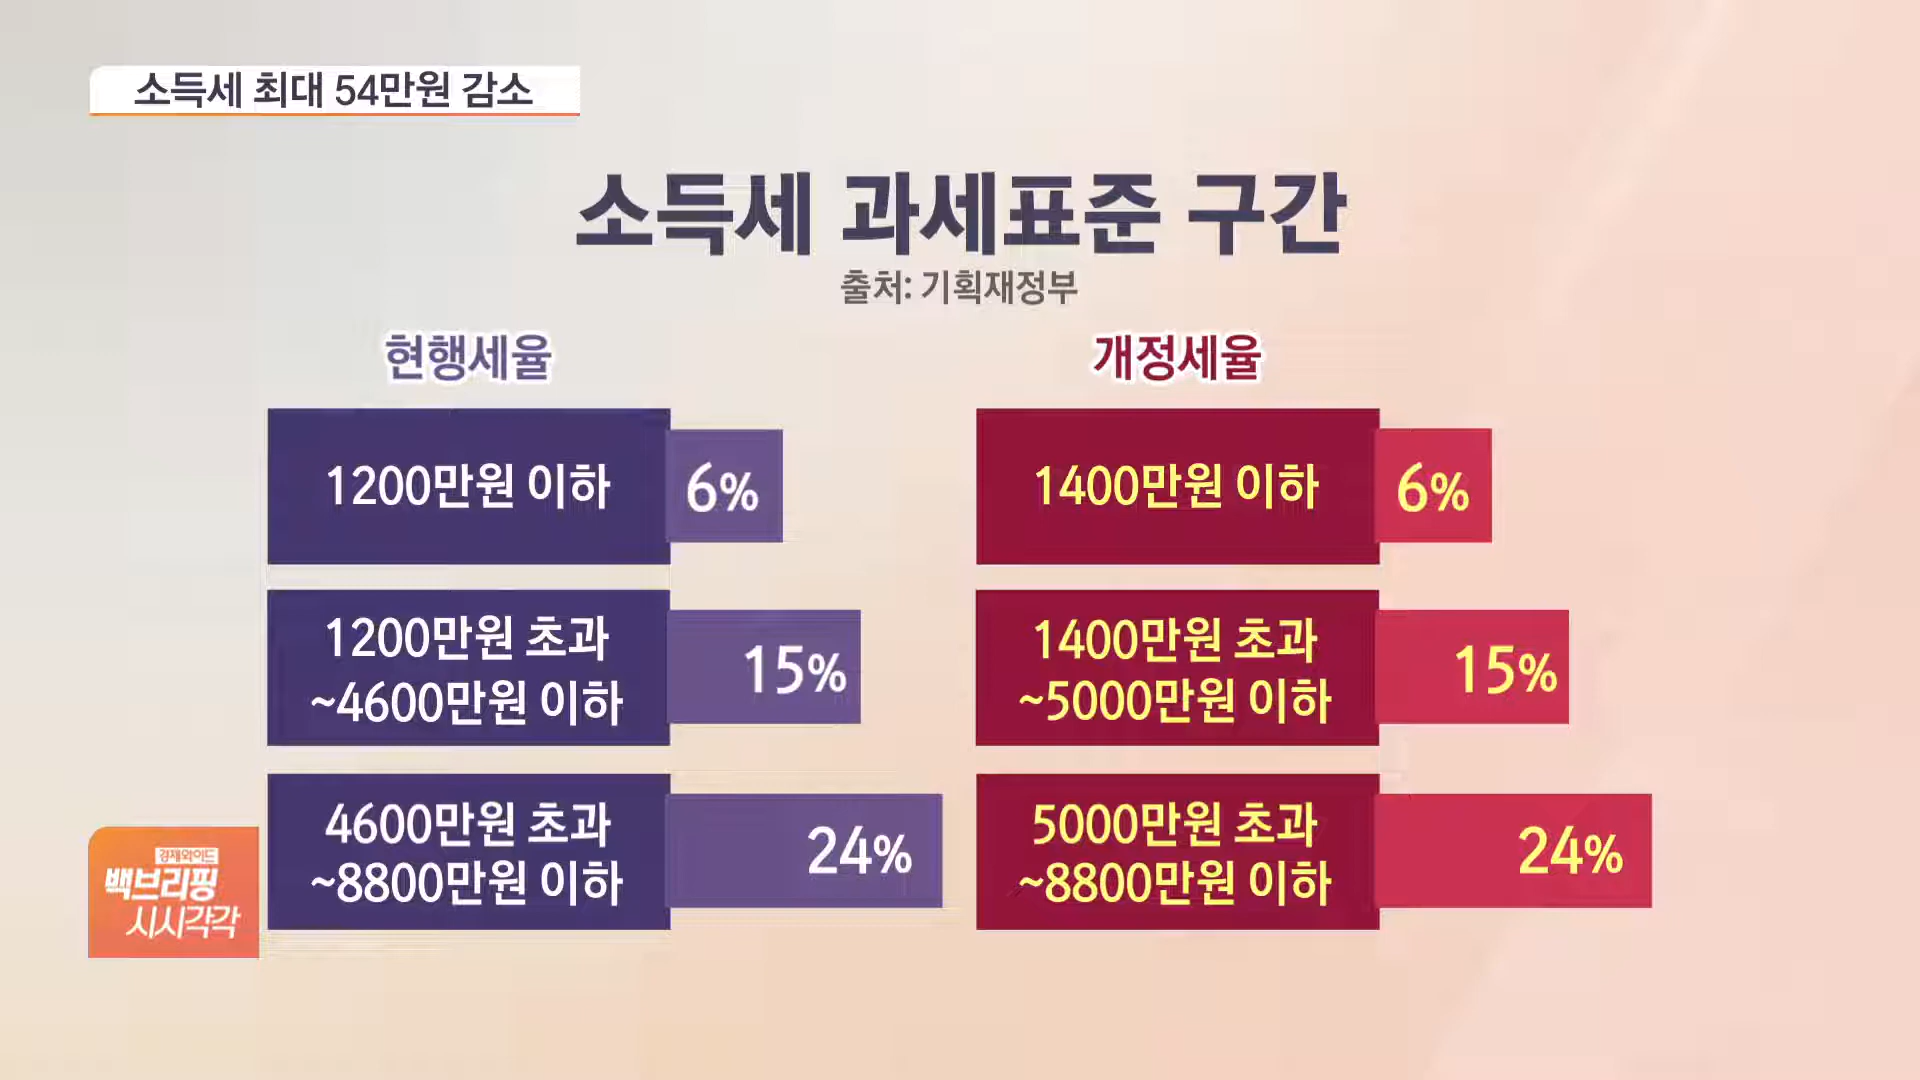 소득세 최대 54만원 감소
소득세 과세표준 구간
출처: 기획재정부
현행세율
1200만원 이하
6%
1200만원 초과
~4600만원 이하
15%
4600만원 초과
~8800만원 이하
24%
개정세율
1400만원 이하
6%
1400만원 초과
~5000만원 이하
15%
5000만원 초과
~8800만원 이하
24%
경제와이드
백브리핑
시시각각